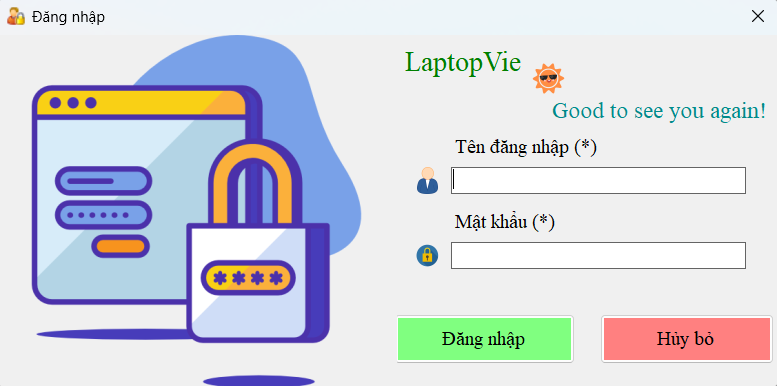 Đăng nhập
LaptopVie
Good to see you again!
Tên đăng nhập (*)
Mật khẩu (*)
Đăng nhập
Hủy bỏ